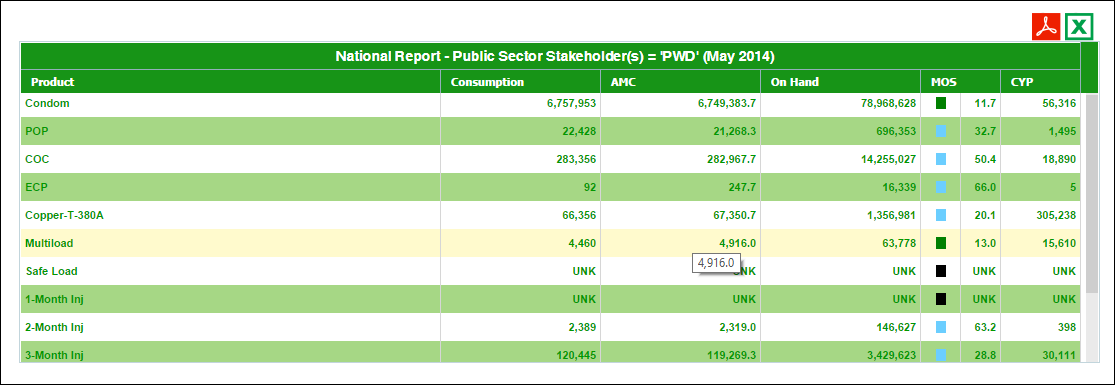 National Report - Public Sector Stakeholder(s) = 'PWD' (May 2014)
Product Consumption AMC On Hand MOS CYP
Condom 6,757,953 6,749,383.7 78,968,628 11.7 56,316
POP 22,428 21,268.3 696,353 32.7 1,495
COC 283,356 282,967.7 14,255,027 50.4 18,890
ECP 92 247.7 16,339 66.0 5
Copper-T-380A 66,356 67,350.7 1,356,981 20.1 305,238
Multiload 4,460 4,916.0 63,778 13.0 15,610
4,916.0
Safe Load UNK UNK UNK UNK UNK
1-Month Inj UNK UNK UNK UNK UNK
2-Month Inj 2,389 2,319.0 146,627 63.2 398
3-Month Inj 120,445 119,269.3 3,429,623 28.8 30,111